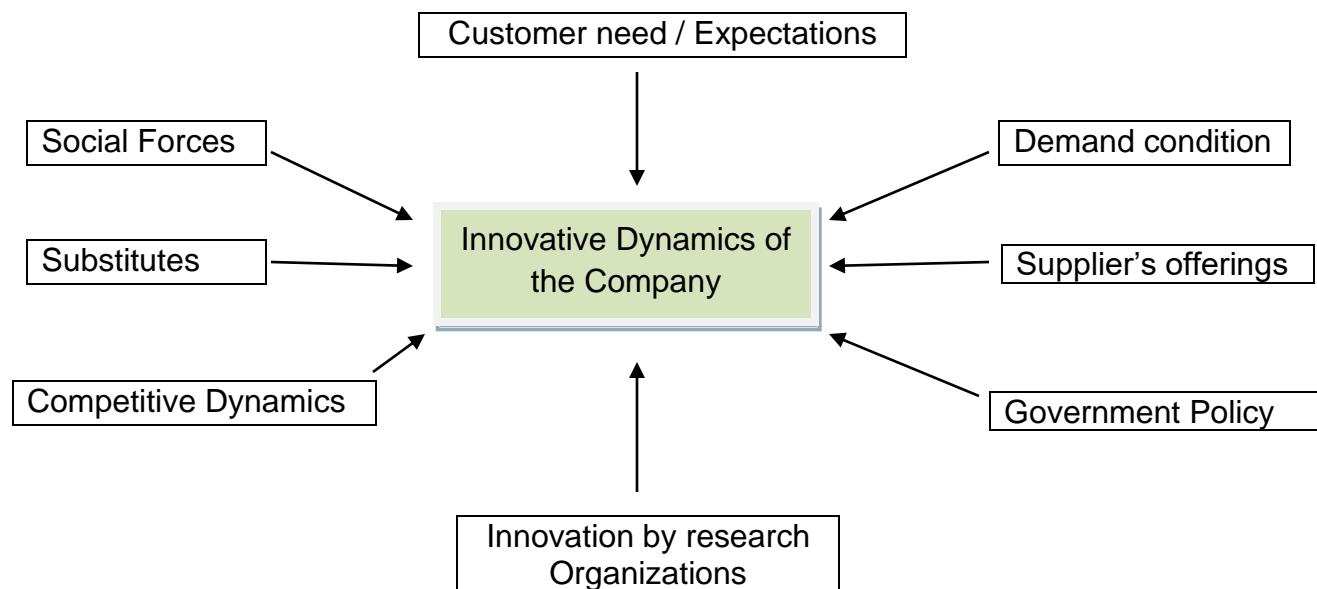 Customer need / Expectations
Social Forces
Demand condition
Innovative Dynamics of
the Company
Substitutes
Supplier’s offerings
Competitive Dynamics
Government Policy
Innovation by research
Organizations